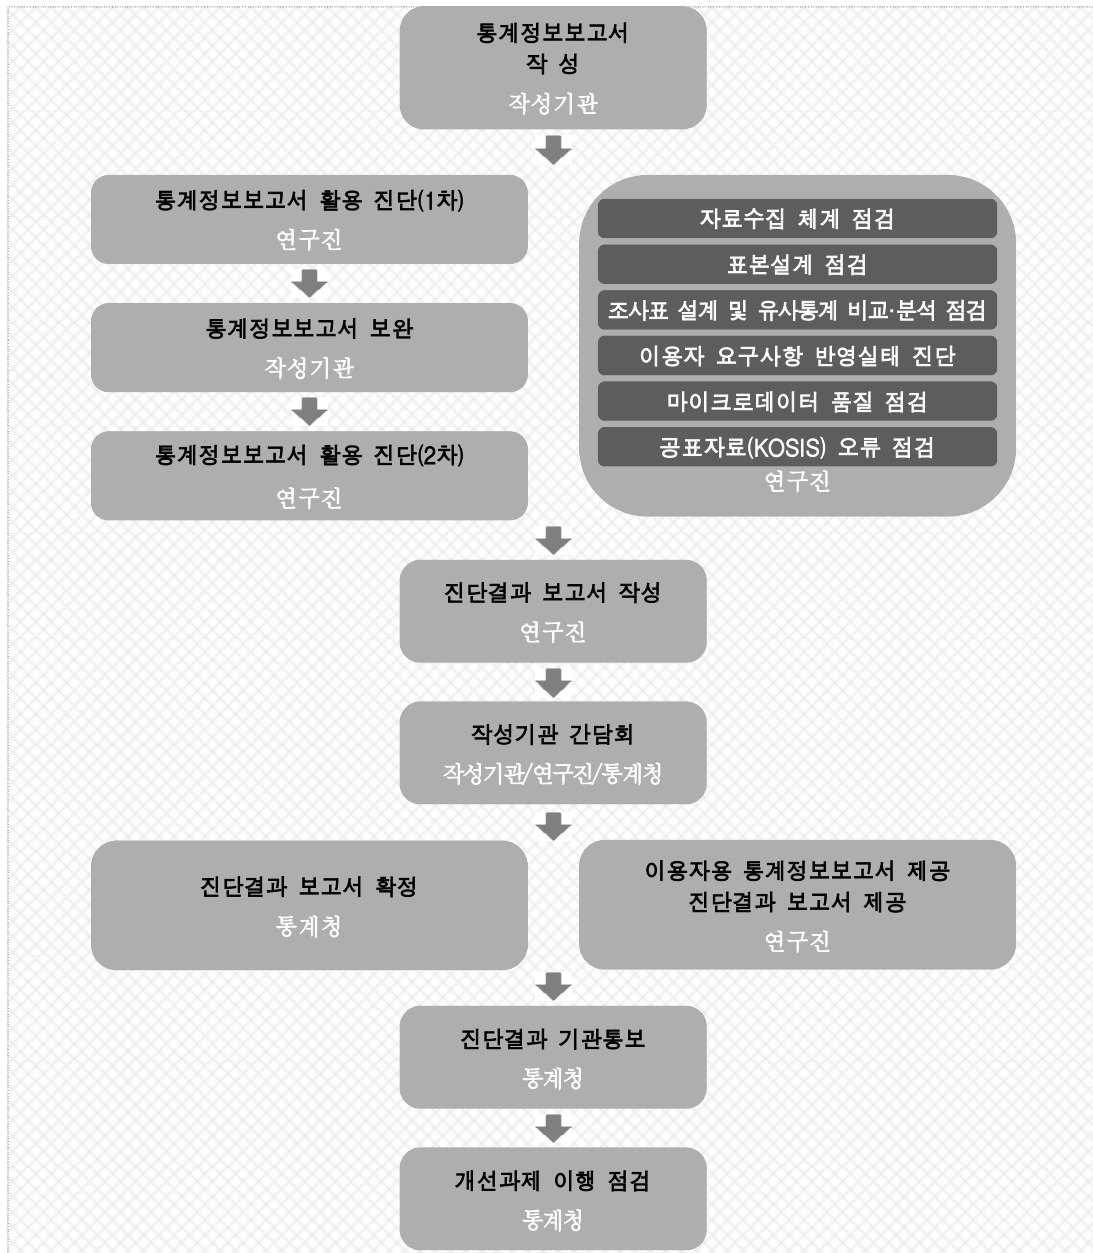 통계정보보고서
작 성
작성기관
통계정보보고서 활용 진단(1차)
연구진
통계정보보고서 보완
작성기관
통계정보보고서 활용 진단(2차)
연구진
자료수집 체계 점검
표본설계 점검
조사표 설계 및 유사통계 비교·분석 점검
이용자 요구사항 반영실태 진단
마이크로데이터 품질 점검
공표자료(KOSIS) 오류 점검
연구진
진단결과 보고서 작성
연구진
작성기관 간담회
작성기관/연구진/통계청
진단결과 보고서 확정
통계청
이용자용 통계정보보고서 제공
진단결과 보고서 제공
연구진
진단결과 기관통보
통계청
개선과제 이행 점검
통계청